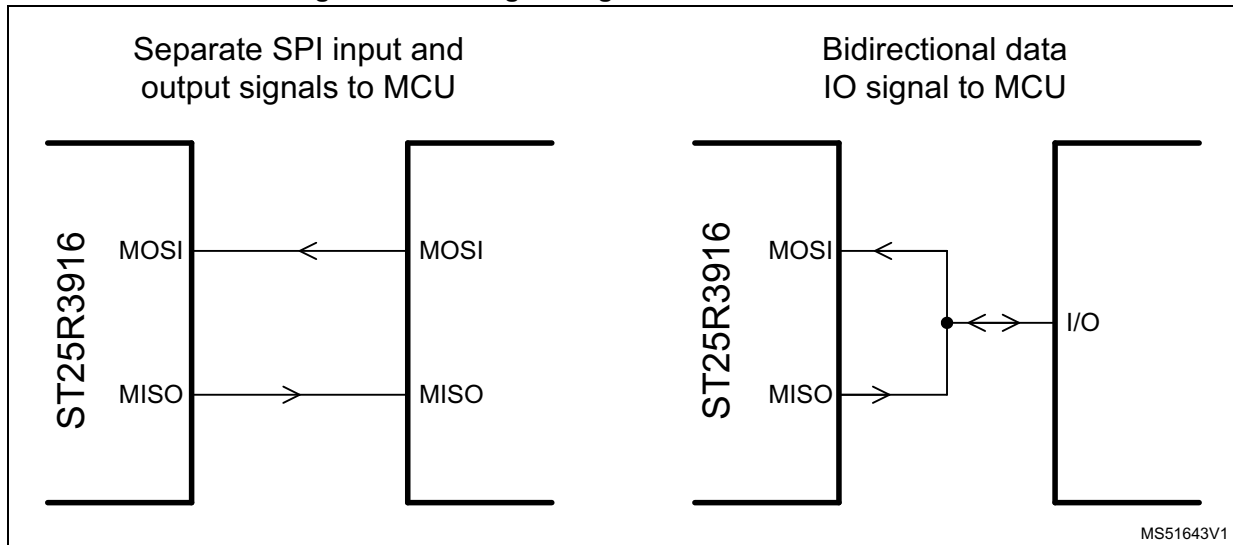 Separate SPI input and
output signals to MCU
Bidirectional data
IO signal to MCU
ST25R3916
MOSI
MOSI
MISO
MISO
ST25R3916
MOSI
MISO
I/O
MS51643V1